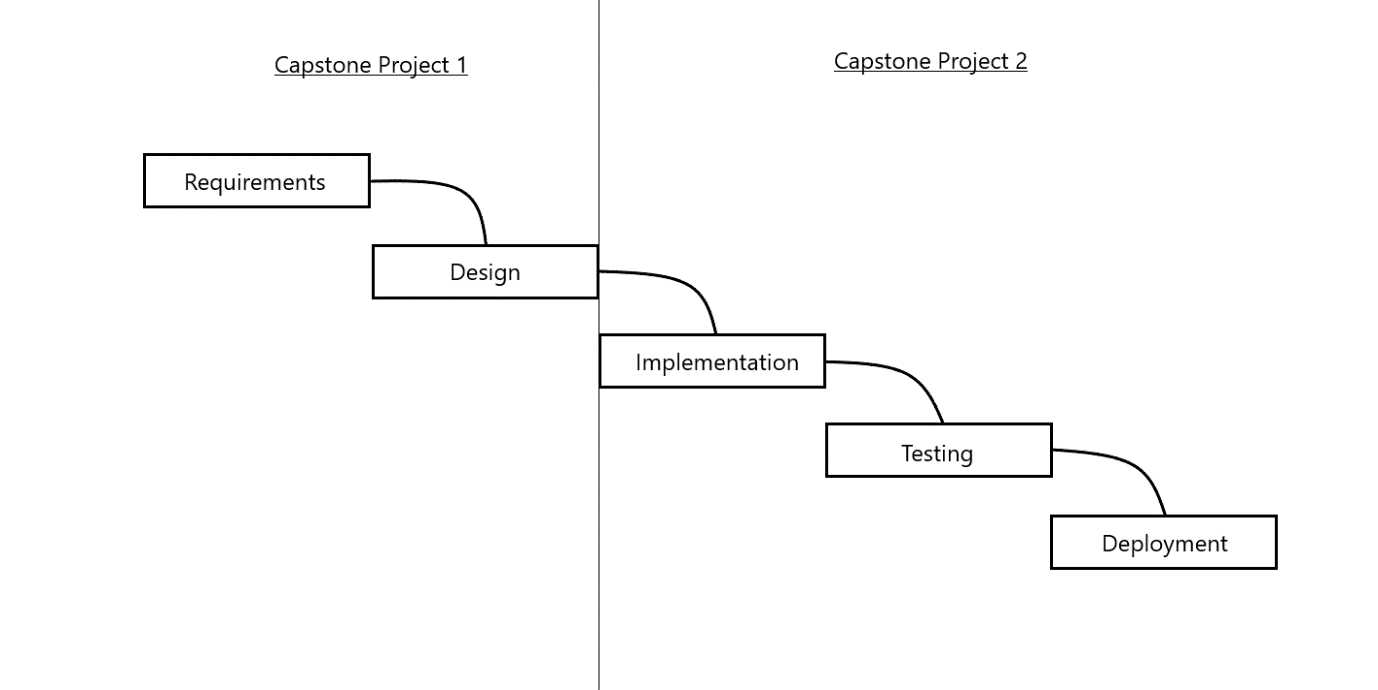 Capstone Project 1
Capstone Project 2
Requirements
Design
Implementation
Testing
Deployment